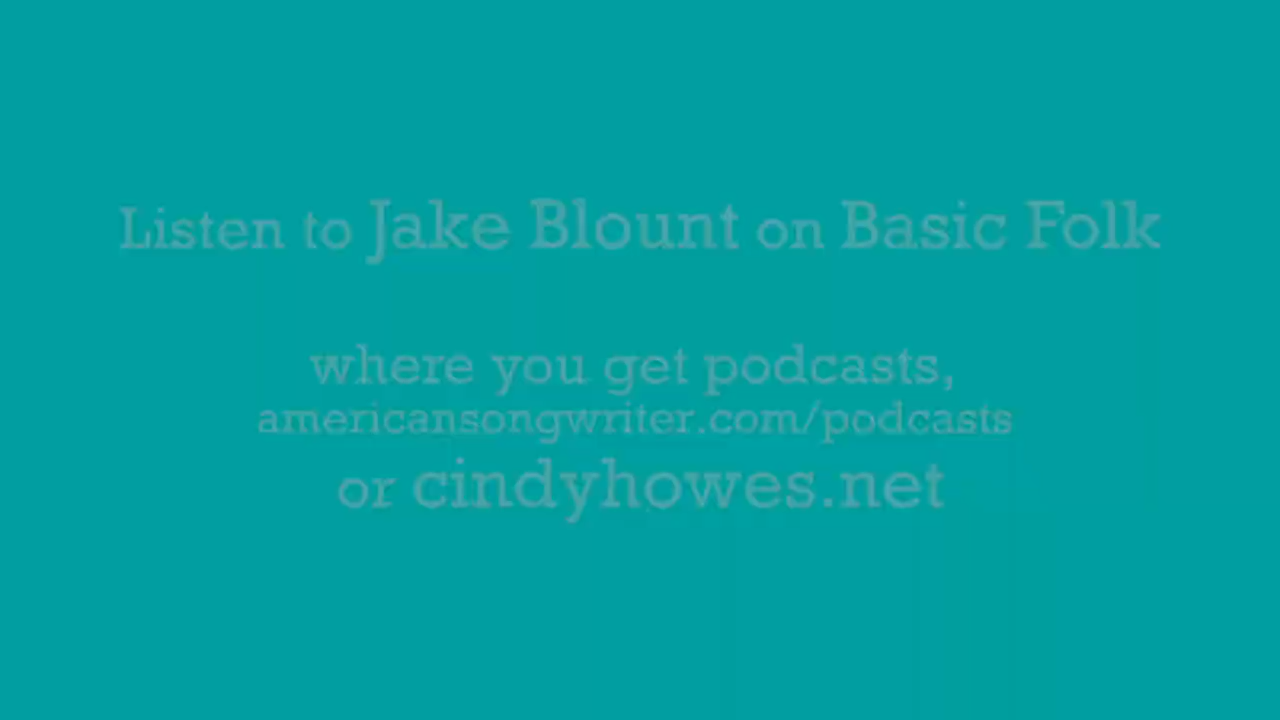 Listen to Jake Blount on Basic Folk
where you get podcasts,
americansongwriter.com/podcasts
or cindyhowes.net